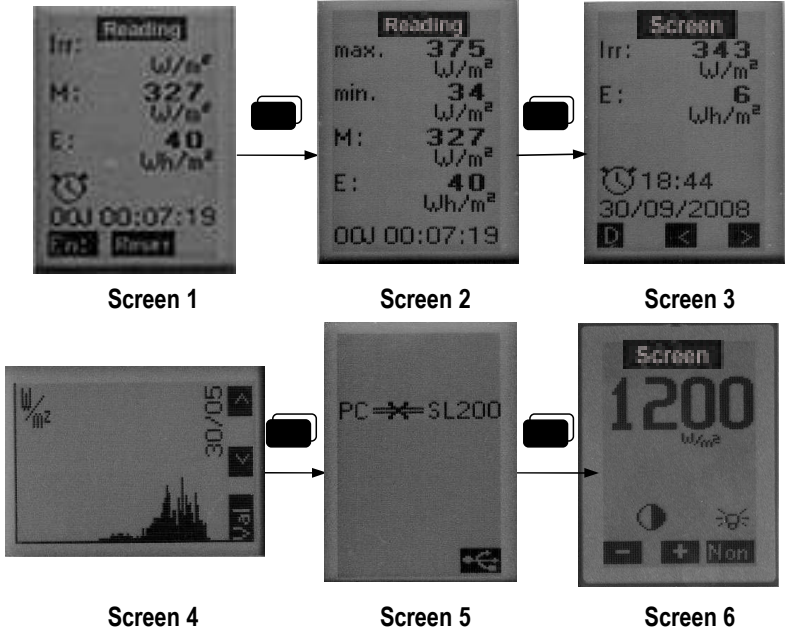 Reading
Irr:
W/m²
M: 327
W/m²
E: 40
Wh/m²
00J 00:07:19
Reset
Screen 1
Reading
max. 375
W/m²
min. 34
W/m²
M: 327
W/m²
E: 40
Wh/m²
00J 00:07:19
Screen 2
Screen
Irr: 343
W/m²
E: 6
Wh/m²
18:44
30/09/2008
D < >
Screen 3
W/m²
30/05
Val
Screen 4
PC SL200
Screen 5
Screen
1200
W/m²
- + Non
Screen 6